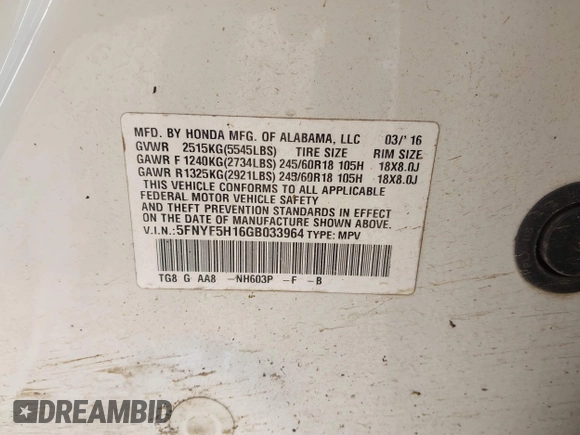 MFD. BY HONDA MFG. OF ALABAMA, LLC 03/'16
GVWR 2515KG(5545LBS) TIRE SIZE RIM SIZE
GAWR F 1240KG(2734LBS) 245/60R18 105H 18X8.0J
GAWR R1325KG(2921LBS) 245/60R18 105H 18X8.0J
THIS VEHICLE CONFORMS TO ALL APPLICABLE
FEDERAL MOTOR VEHICLE SAFETY, BUMPER,
AND THEFT PREVENTION STANDARDS IN EFFECT
ON THE DATE OF MANUFACTURE SHOWN ABOVE.
V.I.N.: 5FNYF5H16GB033964 TYPE: MPV
TG8 G AA8 -NH603P -F -B
DREAMBID